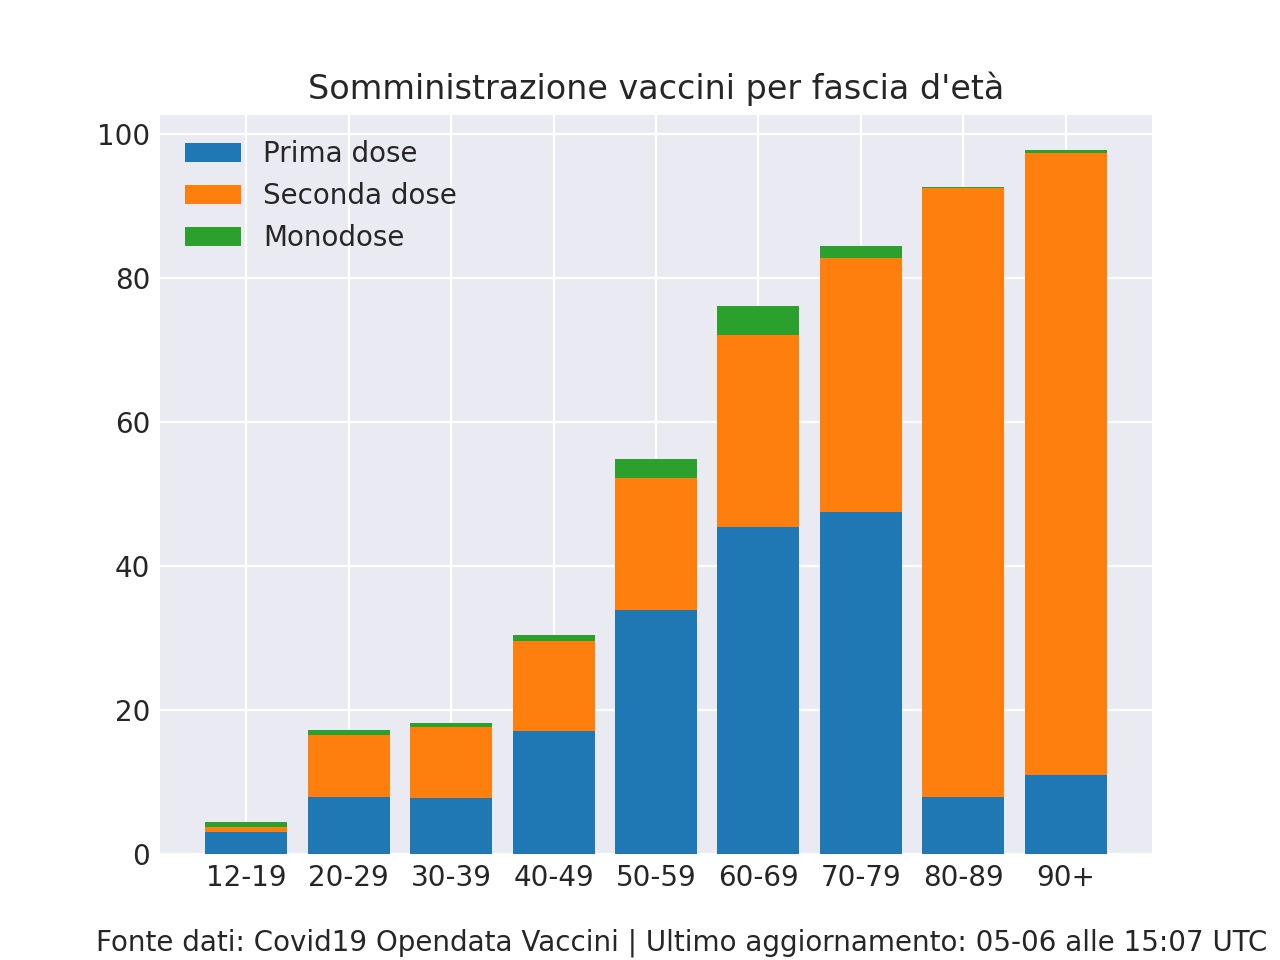 Somministrazione vaccini per fascia d'età
100
80
60
40
20
0
Prima dose
Seconda dose
Monodose
12-19 20-29 30-39 40-49 50-59 60-69 70-79 80-89 90+
Fonte dati: Covid19 Opendata Vaccini | Ultimo aggiornamento: 05-06 alle 15:07 UTC